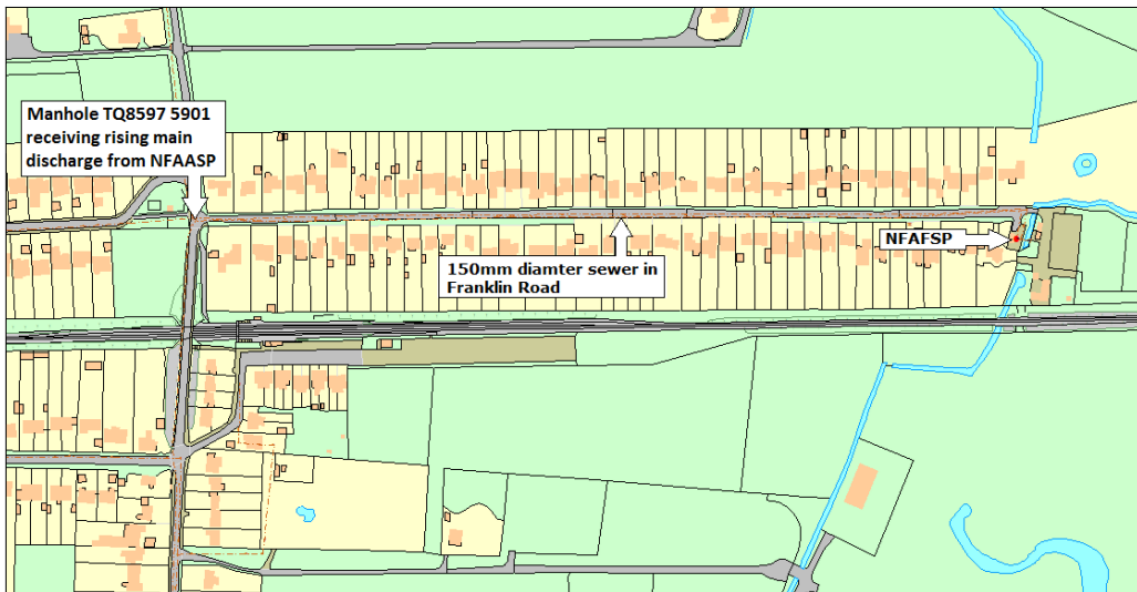 Manhole TQ8597 5901
receiving rising main
discharge from NFAASP
NFAFSP
150mm diamter sewer in
Franklin Road